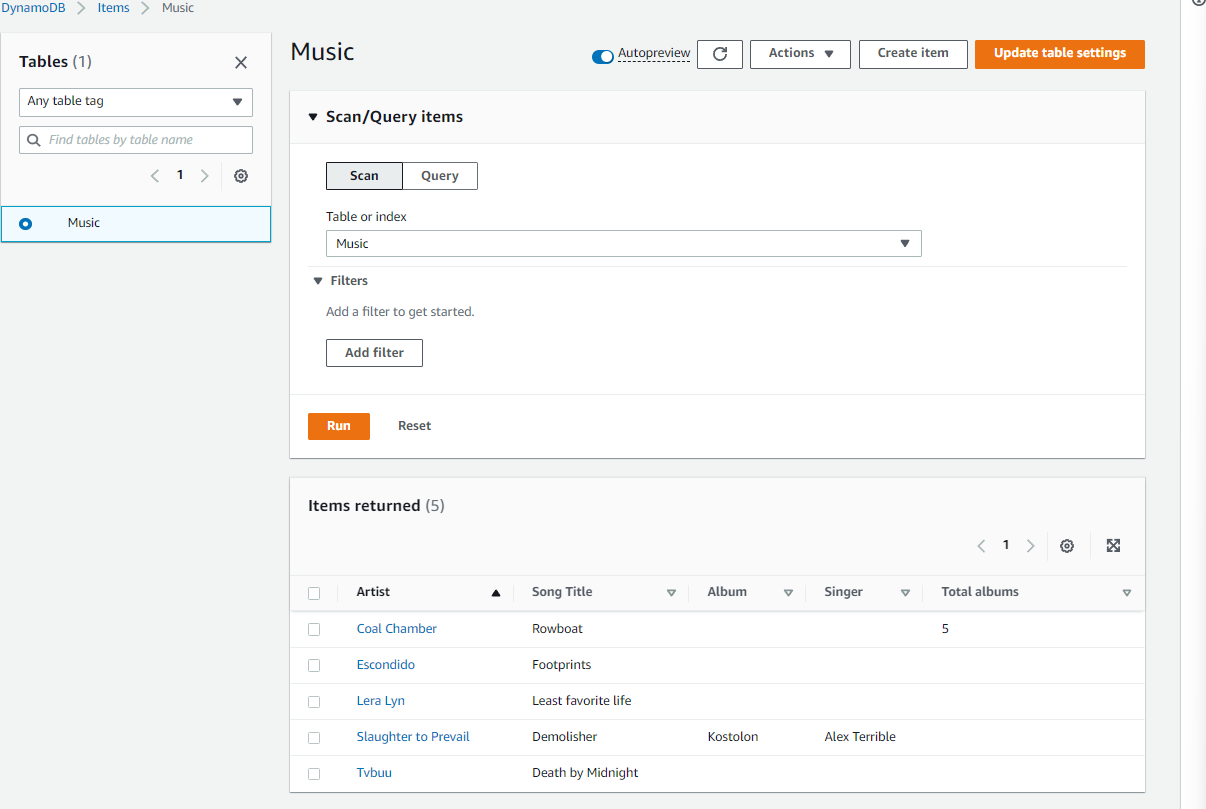 DynamoDB > Items > Music
Tables (1)
Any table tag
Find tables by table name
1
Music
Music
Autopreview
Actions
Create item
Update table settings
Scan/Query items
Scan Query
Table or index
Music
Filters
Add a filter to get started.
Add filter
Run Reset
Items returned (5)
1
Artist Song Title Album Singer Total albums
Coal Chamber Rowboat 5
Escondido Footprints
Lera Lyn Least favorite life
Slaughter to Prevail Demolisher Kostolon Alex Terrible
Tvbuu Death by Midnight